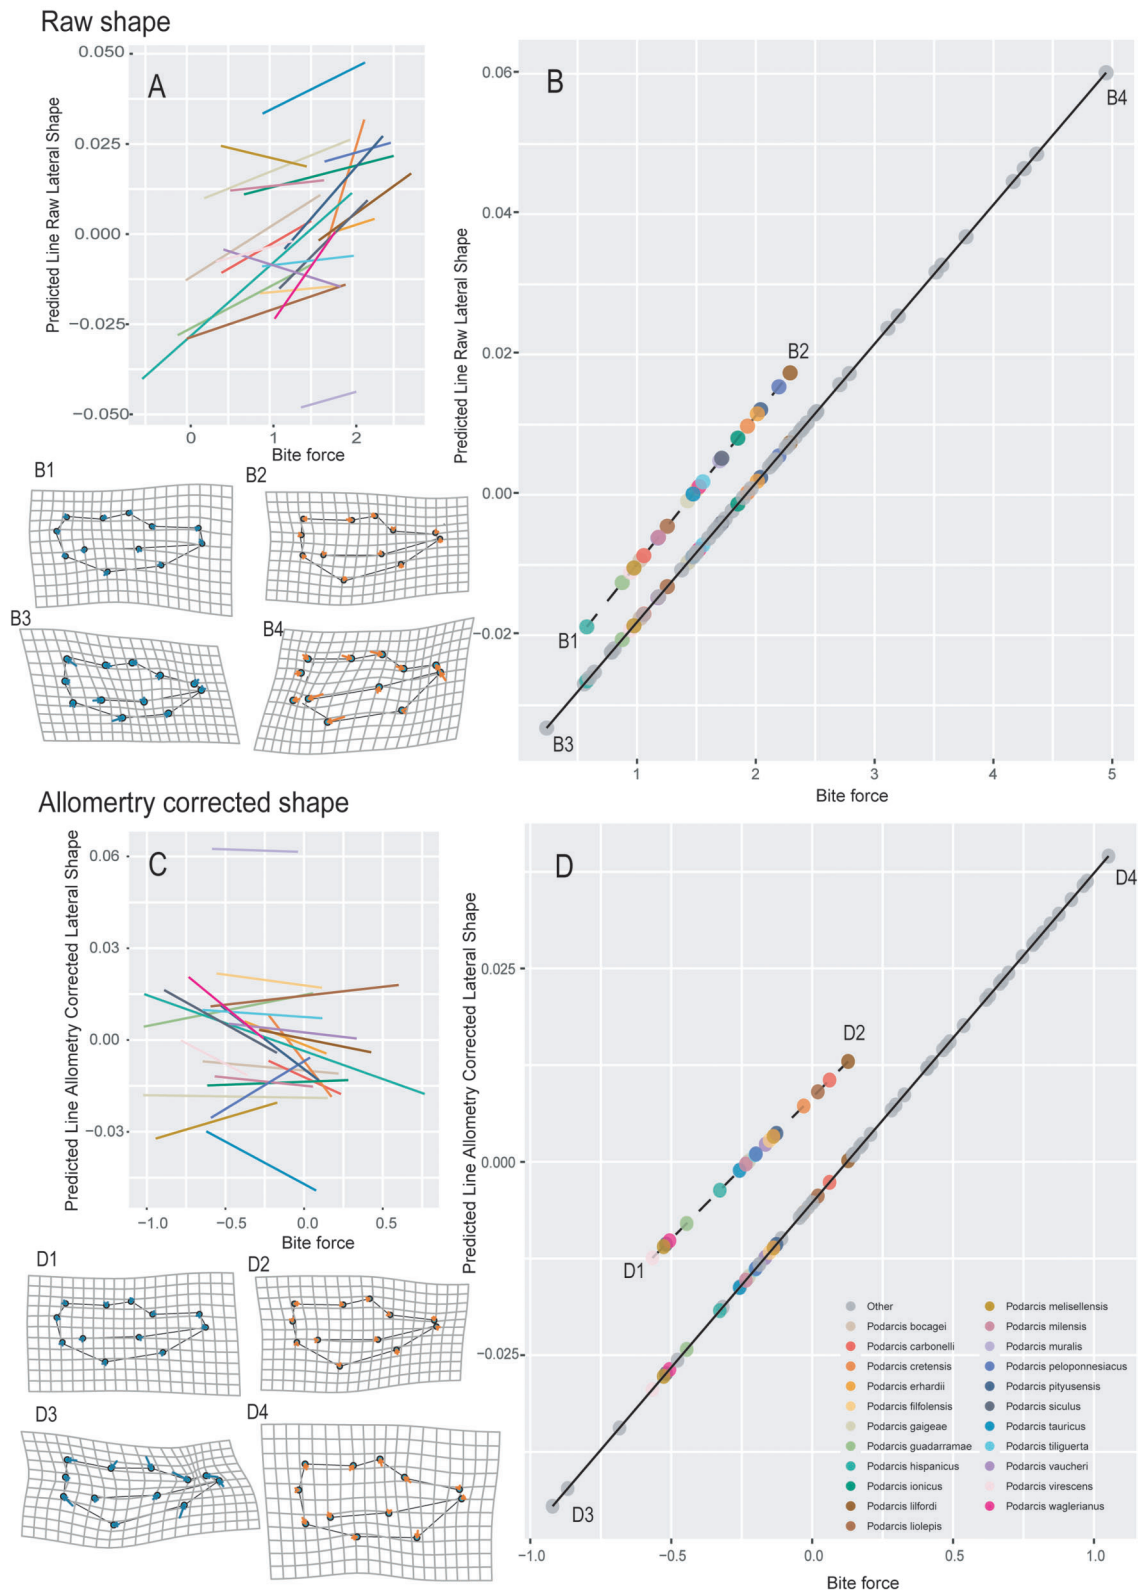 Raw shape
A
Predicted Line Raw Lateral Shape
0.050
0.025
0.000
−0.025
−0.050
0
1
2
Bite force
B
Predicted Line Raw Lateral Shape
0.06
0.04
0.02
0.00
−0.02
B4
B2
B1
B3
1
2
3
4
5
Bite force
B1
B2
B3
B4
Allomertry corrected shape
C
Predicted Line Allometry Corrected Lateral Shape
0.06
0.03
0.00
−0.03
−1.0
−0.5
0.0
0.5
Bite force
D
Predicted Line Allometry Corrected Lateral Shape
0.025
0.000
−0.025
D4
D2
D1
D3
−1.0
−0.5
0.0
0.5
1.0
Bite force
Other
Podarcis bocagei
Podarcis carbonelli
Podarcis cretensis
Podarcis erhardii
Podarcis filfolensis
Podarcis gaigeae
Podarcis guadarramae
Podarcis hispanicus
Podarcis ionicus
Podarcis lilfordi
Podarcis liolepis
Podarcis melisellensis
Podarcis milensis
Podarcis muralis
Podarcis peloponnesiacus
Podarcis pityusensis
Podarcis siculus
Podarcis tauricus
Podarcis tiliguerta
Podarcis vaucheri
Podarcis virescens
Podarcis waglerianus
D1
D2
D3
D4